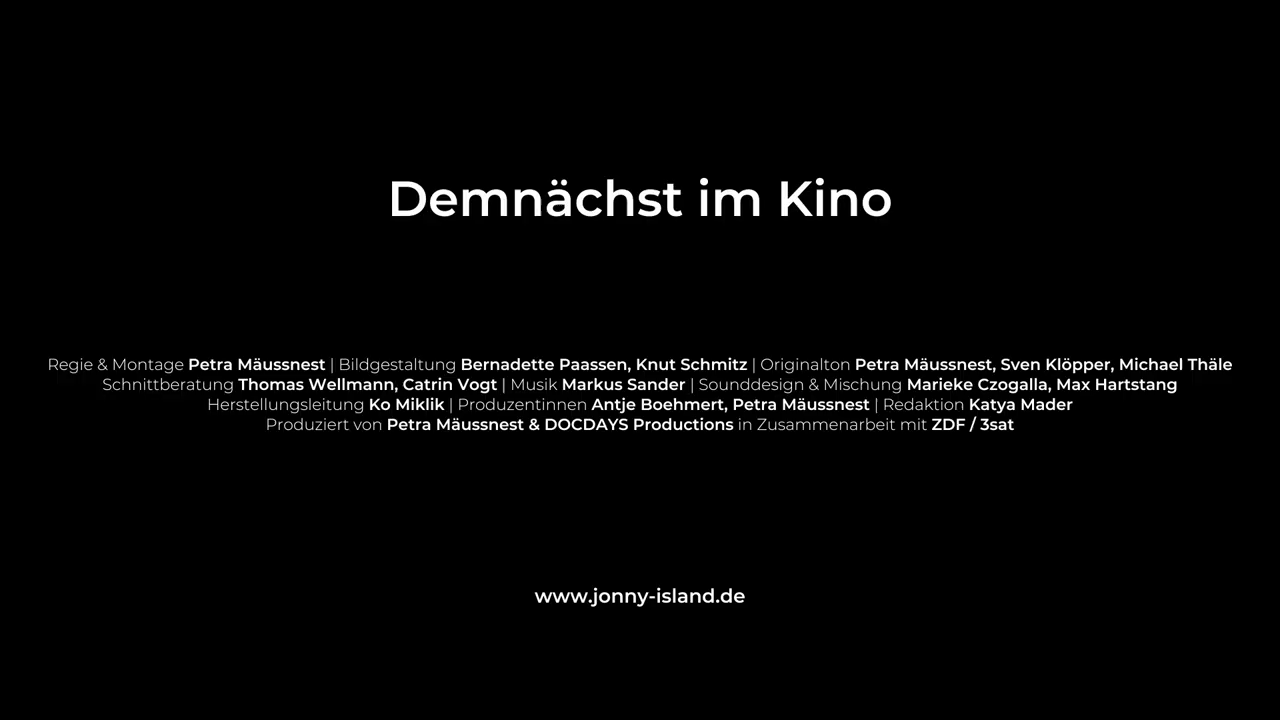 Demnächst im Kino
Regie & Montage Petra Mäussnest | Bildgestaltung Bernadette Paassen, Knut Schmitz | Originalton Petra Mäussnest, Sven Klöpper, Michael Thäle
Schnittberatung Thomas Wellmann, Catrin Vogt | Musik Markus Sander | Sounddesign & Mischung Marieke Czogalla, Max Hartstang
Herstellungsleitung Ko Miklik | Produzentinnen Antje Boehmert, Petra Mäussnest | Redaktion Katya Mader
Produziert von Petra Mäussnest & DOCDAYS Productions in Zusammenarbeit mit ZDF / 3sat
www.jonny-island.de